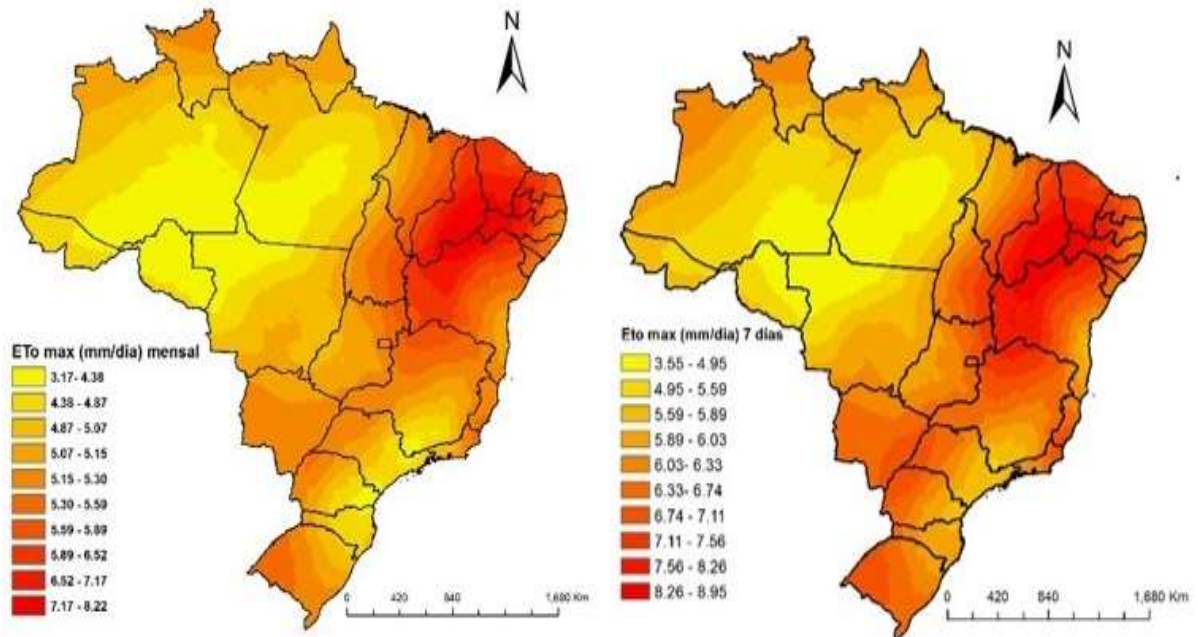 N
ETo max (mm/dia) mensal
3.17- 4.38
4.38 - 4.87
4.87 - 5.07
5.07 - 5.15
5.15 - 5.30
5.30 - 5.59
5.59 - 5.89
5.89 - 6.52
6.52 - 7.17
7.17 - 8.22
0 420 840 1,680 Km
N
Eto max (mm/dia) 7 dias
3.55 - 4.95
4.95 - 5.59
5.59 - 5.89
5.89 - 6.03
6.03- 6.33
6.33- 6.74
6.74 - 7.11
7.11 - 7.56
7.56 - 8.26
8.26 - 8.95
0 420 840 1,680 Km